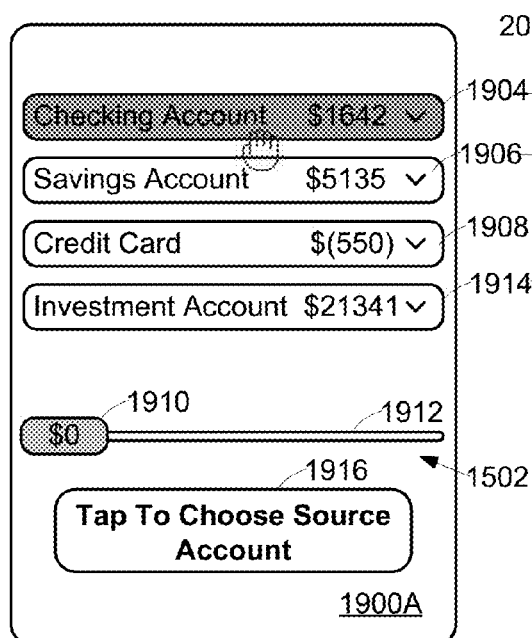 20
1904
Checking Account $1642
1906
Savings Account $5135
1908
Credit Card $(550)
1914
Investment Account $21341
1910
1912
$0
1502
1916
Tap To Choose Source
Account
1900A